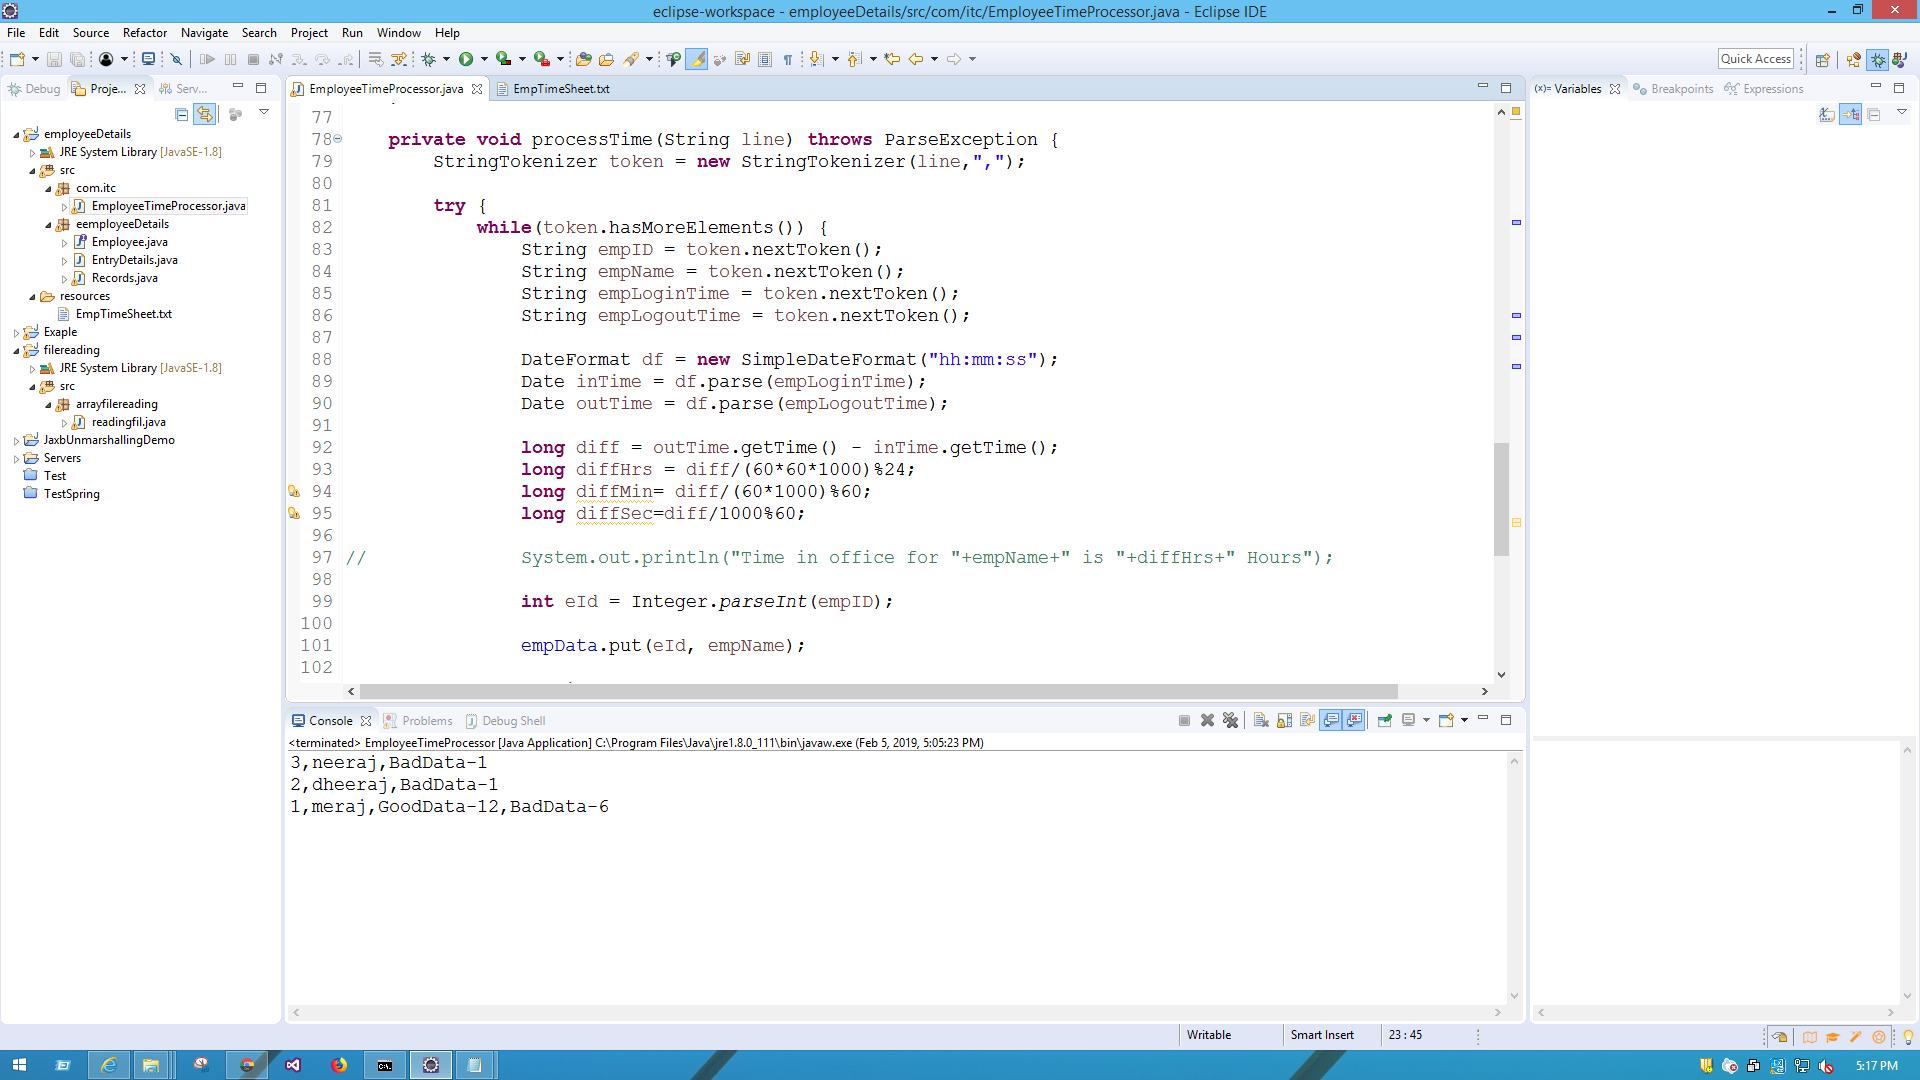 eclipse-workspace - employeeDetails/src/com/itc/EmployeeTimeProcessor.java - Eclipse IDE
File Edit Source Refactor Navigate Search Project Run Window Help
Quick Access
Debug Proje... Serv...
employeeDetails
JRE System Library [JavaSE-1.8]
src
com.itc
EmployeeTimeProcessor.java
eemployeeDetails
Employee.java
EntryDetails.java
Records.java
resources
EmpTimeSheet.txt
Exaple
filereading
JRE System Library [JavaSE-1.8]
src
arrayfilereading
readingfil.java
JaxbUnmarshallingDemo
Servers
Test
TestSpring
EmployeeTimeProcessor.java EmpTimeSheet.txt
77
78 private void processTime(String line) throws ParseException {
79 StringTokenizer token = new StringTokenizer(line,",");
80
81 try {
82 while(token.hasMoreElements()) {
83 String empID = token.nextToken();
84 String empName = token.nextToken();
85 String empLoginTime = token.nextToken();
86 String empLogoutTime = token.nextToken();
87
88 DateFormat df = new SimpleDateFormat("hh:mm:ss");
89 Date inTime = df.parse(empLoginTime);
90 Date outTime = df.parse(empLogoutTime);
91
92 long diff = outTime.getTime() - inTime.getTime();
93 long diffHrs = diff/(60*60*1000)%24;
94 long diffMin= diff/(60*1000)%60;
95 long diffSec=diff/1000%60;
96
97 // System.out.println("Time in office for "+empName+" is "+diffHrs+" Hours");
98
99 int eId = Integer.parseInt(empID);
100
101 empData.put(eId, empName);
102
Console Problems Debug Shell
<terminated> EmployeeTimeProcessor [Java Application] C:\Program Files\Java\jre1.8.0_111\bin\javaw.exe (Feb 5, 2019, 5:05:23 PM)
3,neeraj,BadData-1
2,dheeraj,BadData-1
1,meraj,GoodData-12,BadData-6
(x)= Variables Breakpoints Expressions
Writable Smart Insert 23 : 45
5:17 PM